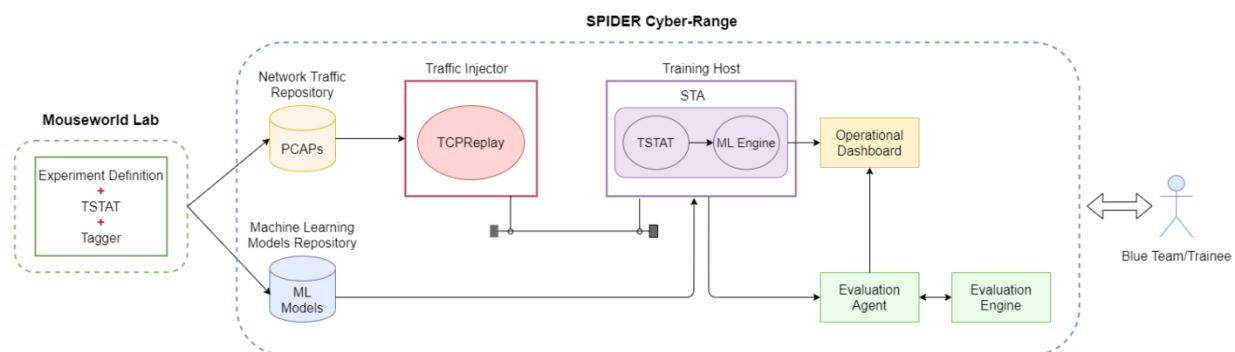 SPIDER Cyber-Range
Mouseworld Lab
Experiment Definition
+
TSTAT
+
Tagger
Network Traffic
Repository
PCAPs
Machine Learning
Models Repository
ML
Models
Traffic Injector
TCPReplay
Training Host
STA
TSTAT
ML Engine
Operational
Dashboard
Evaluation
Agent
Evaluation
Engine
Blue Team/Trainee